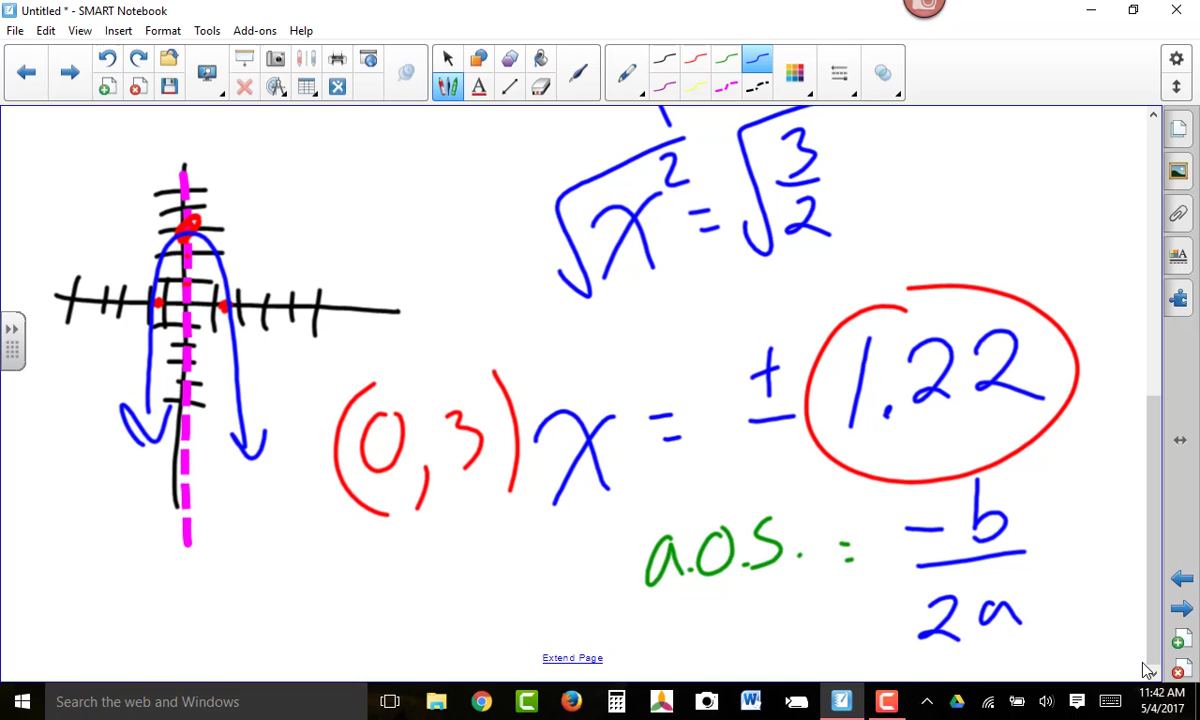 Untitled * - SMART Notebook
File Edit View Insert Format Tools Add-ons Help
√x² = √3/2
(0,3) x = ± 1.22
a.o.s. = -b/2a
Extend Page
Search the web and Windows
11:42 AM
5/4/2017